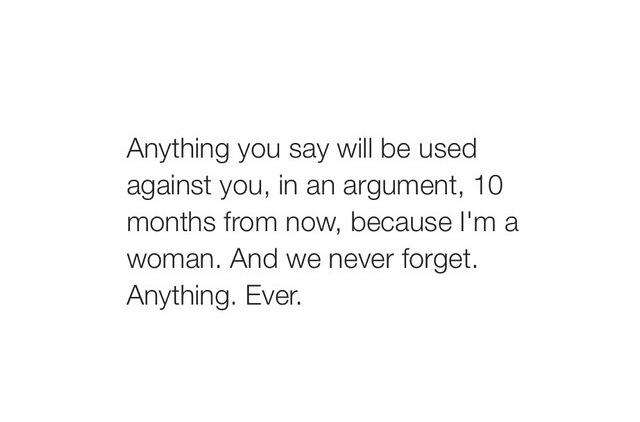 Anything you say will be used
against you, in an argument, 10
months from now, because I'm a
woman. And we never forget.
Anything. Ever.